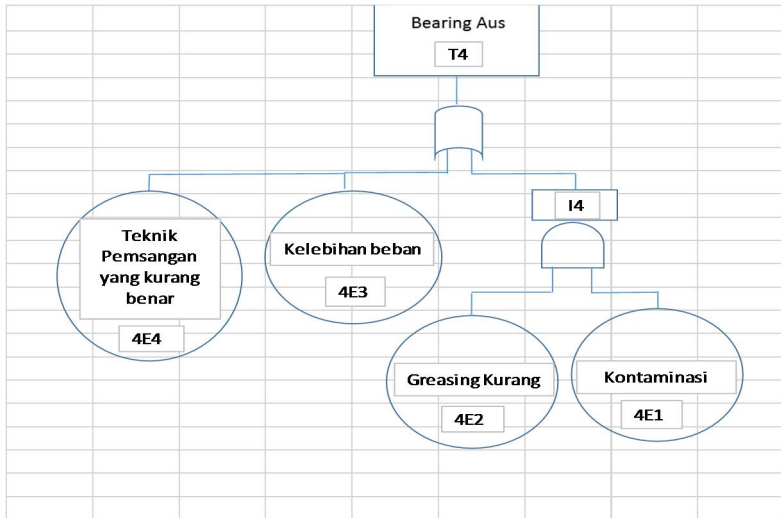 Bearing Aus
T4
I4
Teknik
Pemsangan
yang kurang
benar
4E4
Kelebihan beban
4E3
Greasing Kurang
4E2
Kontaminasi
4E1